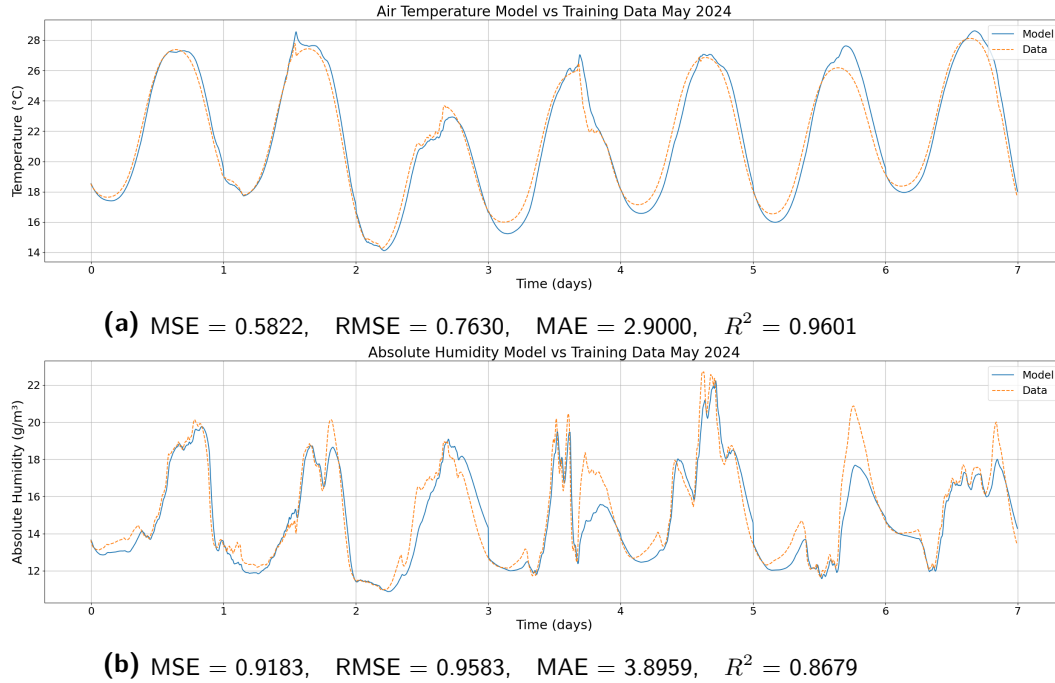 Air Temperature Model vs Training Data May 2024
Model
Data
Temperature (°C)
28
26
24
22
20
18
16
14
0 1 2 3 4 5 6 7
Time (days)
(a) MSE = 0.5822, RMSE = 0.7630, MAE = 2.9000, R² = 0.9601
Absolute Humidity Model vs Training Data May 2024
Model
Data
Absolute Humidity (g/m³)
22
20
18
16
14
12
0 1 2 3 4 5 6 7
Time (days)
(b) MSE = 0.9183, RMSE = 0.9583, MAE = 3.8959, R² = 0.8679